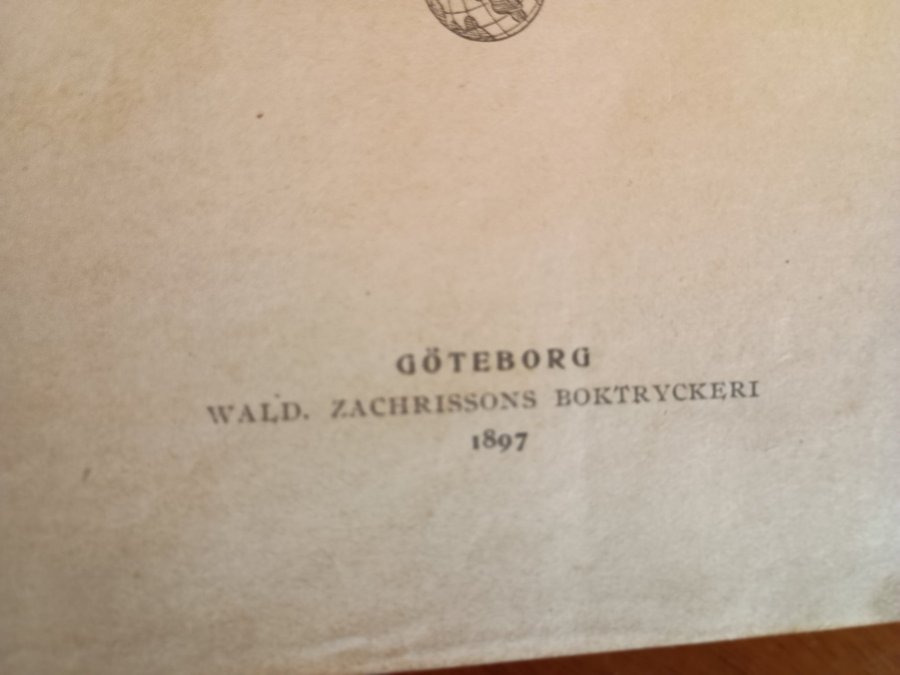 GÖTEBORG
WALD. ZACHRISSONS BOKTRYCKERI
1897